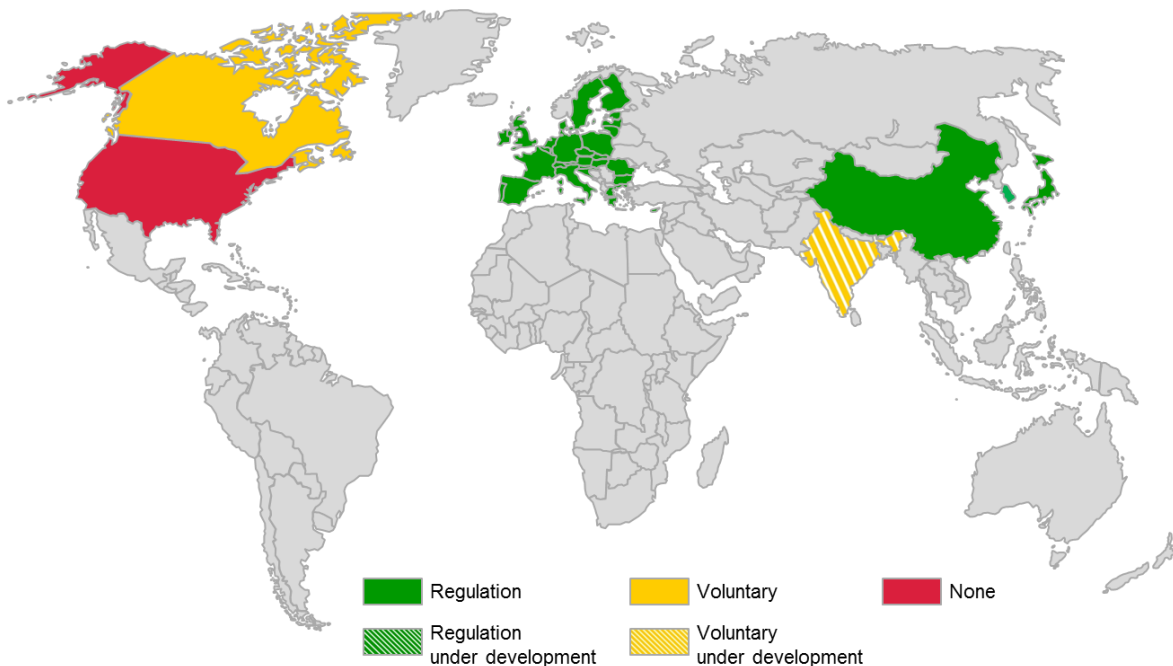 Regulation
Voluntary
None
Regulation
under development
Voluntary
under development